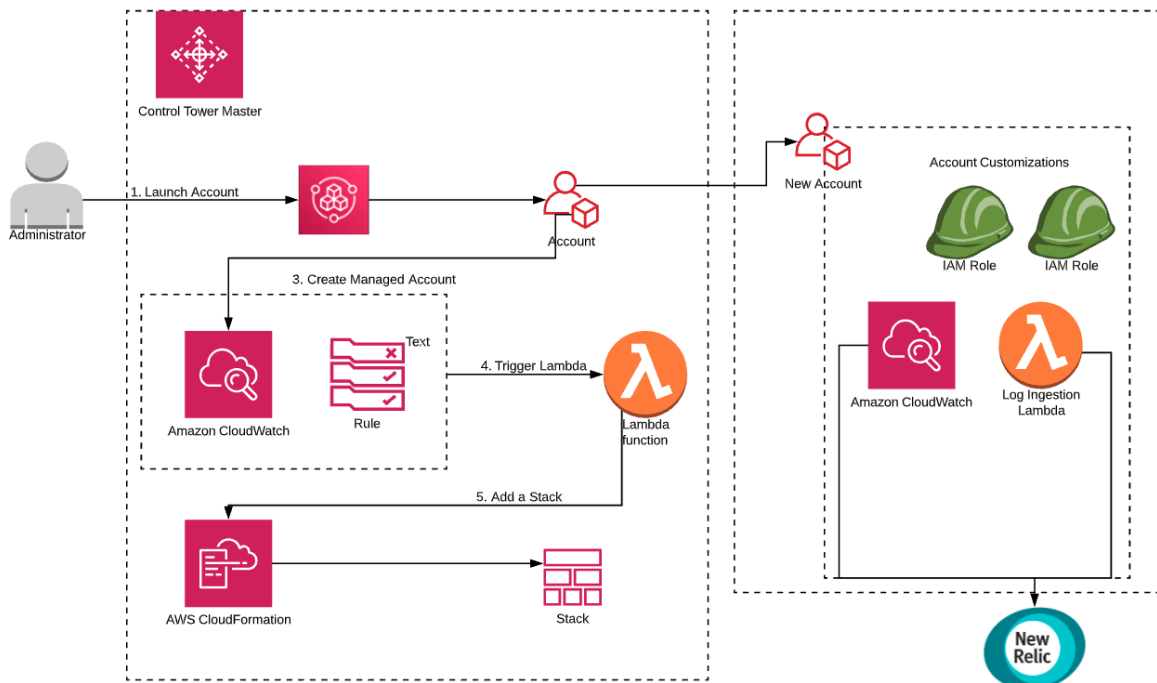 Control Tower Master
Administrator
1. Launch Account
Account
New Account
Account Customizations
IAM Role
IAM Role
3. Create Managed Account
Text
Amazon CloudWatch
Rule
4. Trigger Lambda
Lambda
function
Amazon CloudWatch
Log Ingestion
Lambda
5. Add a Stack
AWS CloudFormation
Stack
New
Relic